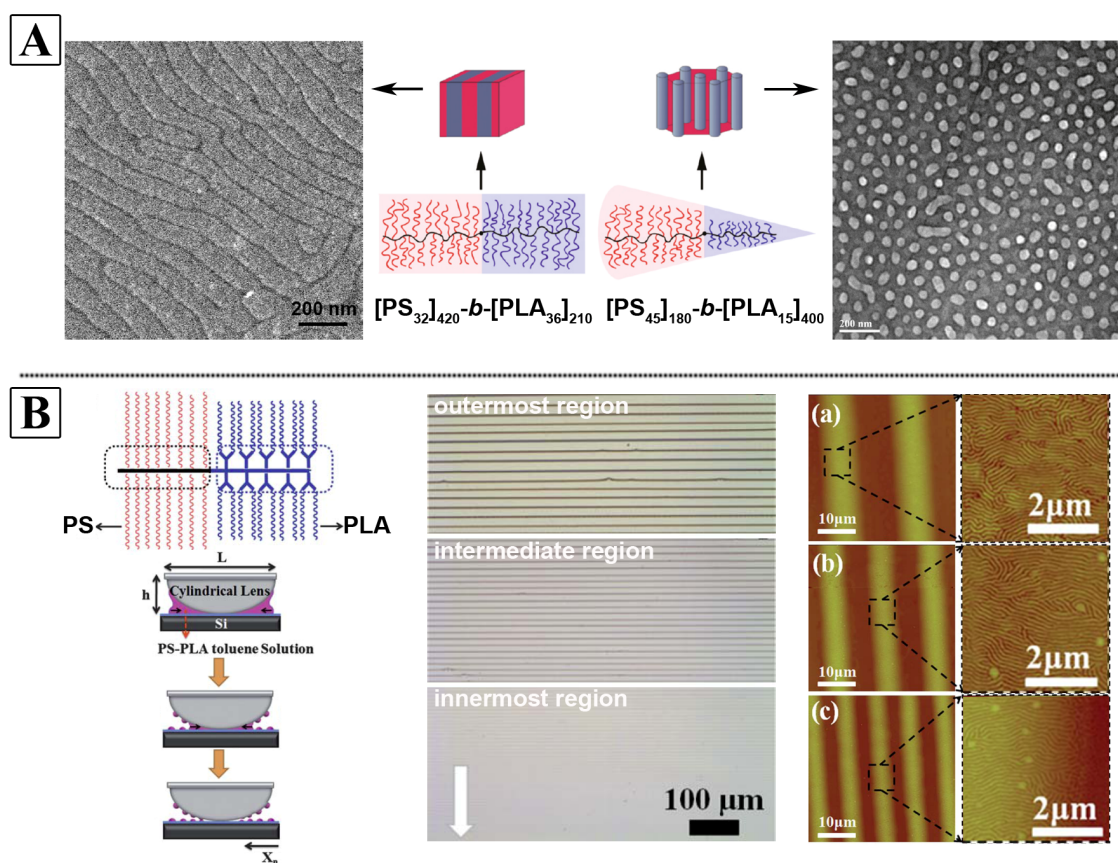 A
200 nm
[PS32]420-b-[PLA36]210
[PS45]180-b-[PLA15]400
200 nm
B
PS
PLA
L
h
Cylindrical Lens
Si
PS-PLA toluene Solution
Xn
outermost region
intermediate region
innermost region
100 μm
(a)
10μm
2μm
(b)
10μm
2μm
(c)
10μm
2μm